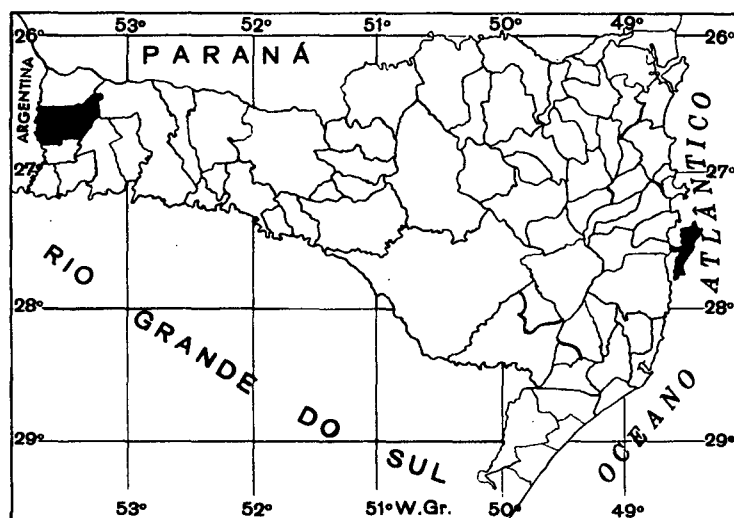 53° 52° 51° 50° 49°
26° PARANÁ 26°
ARGENTINA
27° 27°
ATLÂNTICO
28° 28°
RIO GRANDE DO SUL
OCEANO
29° 29°
53° 52° 51° W.Gr. 50° 49°